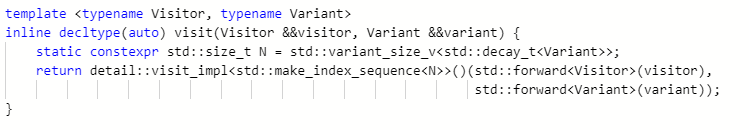 template <typename Visitor, typename Variant>
inline decltype(auto) visit(Visitor &&visitor, Variant &&variant) {
    static constexpr std::size_t N = std::variant_size_v<std::decay_t<Variant>>;
    return detail::visit_impl<std::make_index_sequence<N>>()(std::forward<Visitor>(visitor),
                                                             std::forward<Variant>(variant));
}